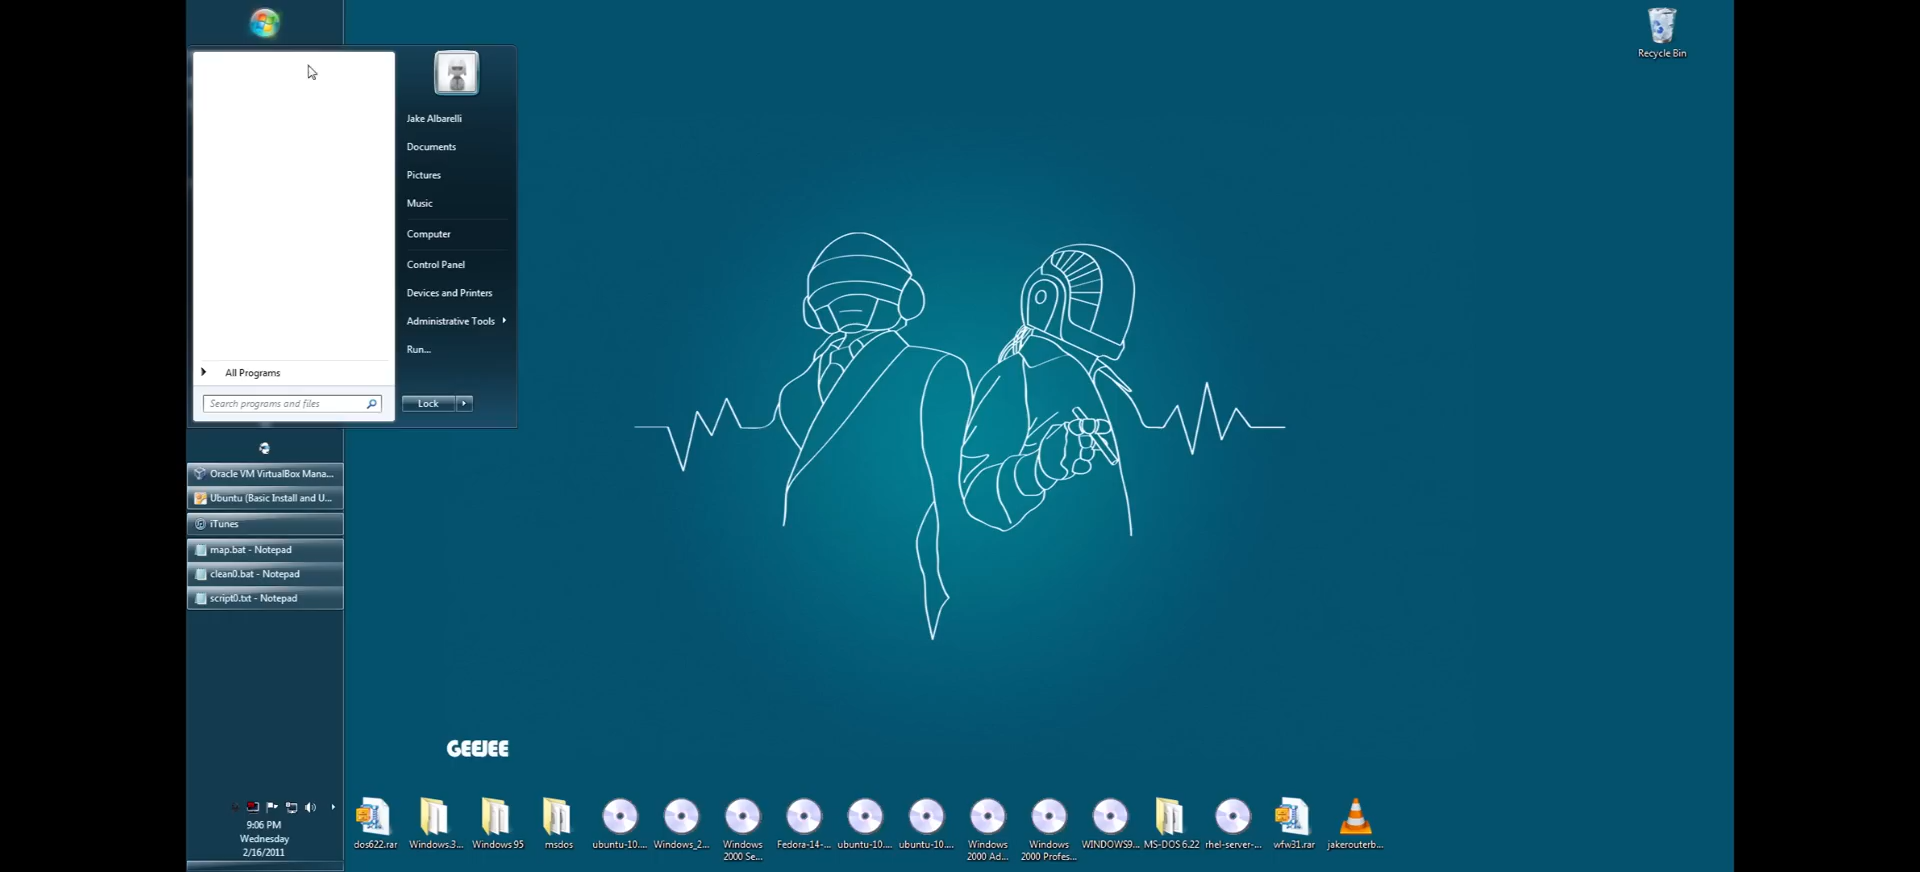 Recycle Bin
Jake Albarelli
Documents
Pictures
Music
Computer
Control Panel
Devices and Printers
Administrative Tools
Run...
All Programs
Search programs and files
Lock
Oracle VM VirtualBox Mana...
Ubuntu (Basic Install and U...
iTunes
map.bat - Notepad
clean0.bat - Notepad
script0.txt - Notepad
GEEJEE
9:06 PM
Wednesday
2/16/2011
dos622.rar
Windows.3...
Windows 95
msdos
ubuntu-10....
Windows_2...
Windows
2000 Se...
Fedora-14-...
ubuntu-10....
ubuntu-10....
Windows
2000 Ad...
Windows
2000 Profes...
WINDOWS9...
MS-DOS 6.22
rhel-server-...
wfw31.rar
jakerouterb...